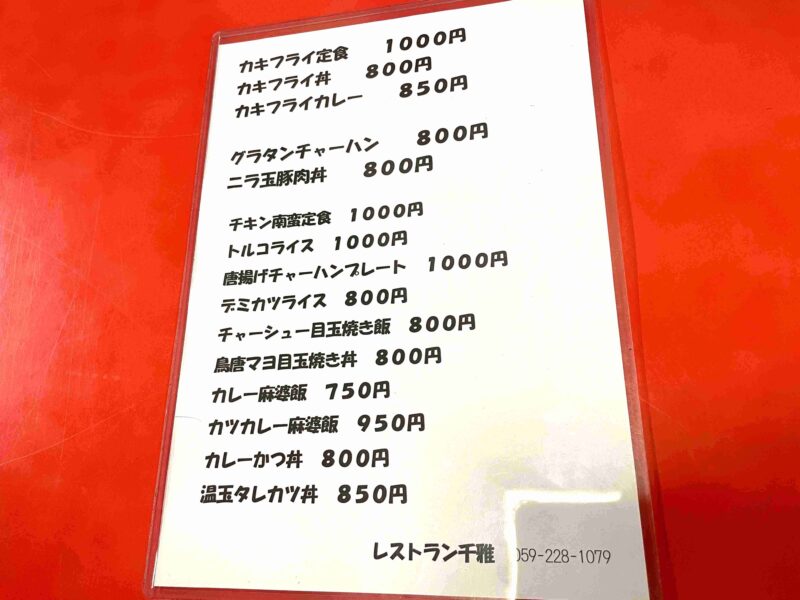 カキフライ定食　１０００円
カキフライ丼　８００円
カキフライカレー　８５０円
グラタンチャーハン　８００円
ニラ玉豚肉丼　８００円
チキン南蛮定食　１０００円
トルコライス　１０００円
唐揚げチャーハンプレート　１０００円
デミカツライス　８００円
チャーシュー目玉焼き飯　８００円
鳥唐マヨ目玉焼き丼　８００円
カレー麻婆飯　７５０円
カツカレー麻婆飯　９５０円
カレーかつ丼　８００円
温玉タレカツ丼　８５０円
レストラン千雅　059-228-1079